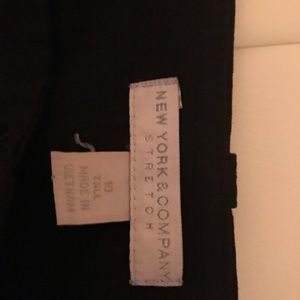 NEW YORK & COMPANY
STRETCH
10
TALL
MADE IN
VIETNAM